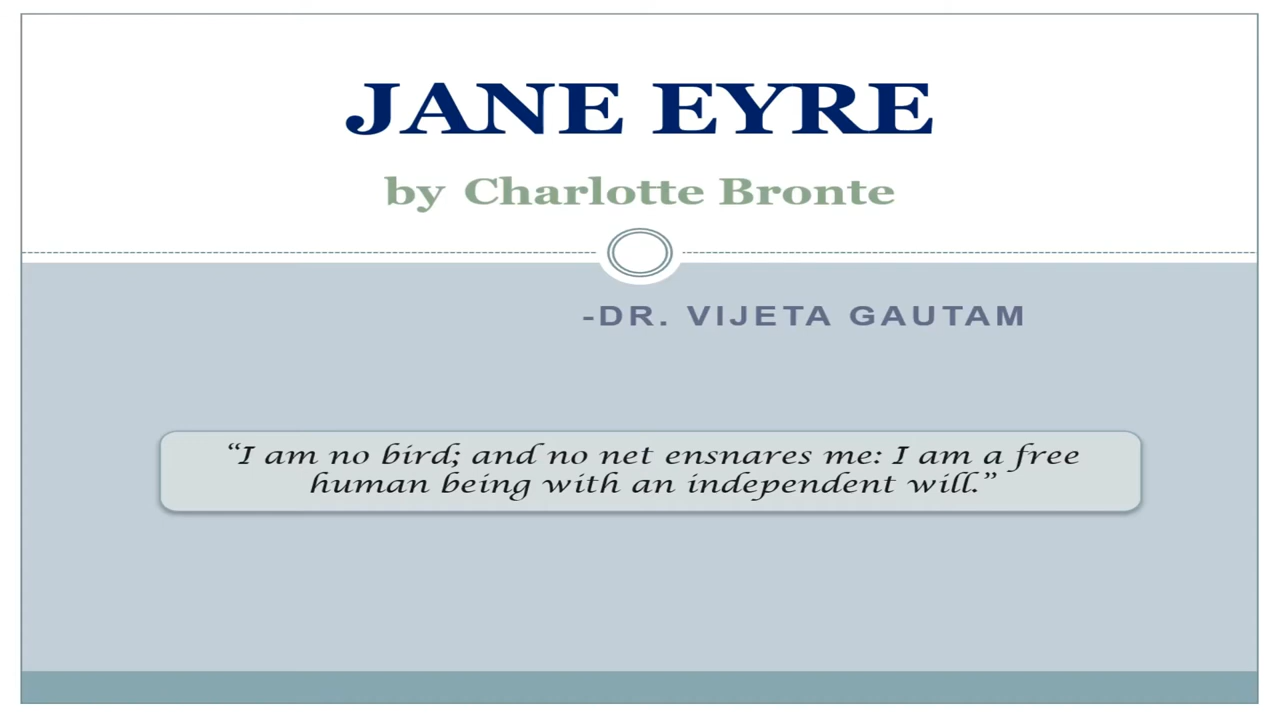 JANE EYRE
by Charlotte Bronte
-DR. VIJETA GAUTAM
“I am no bird; and no net ensnares me: I am a free
human being with an independent will.”